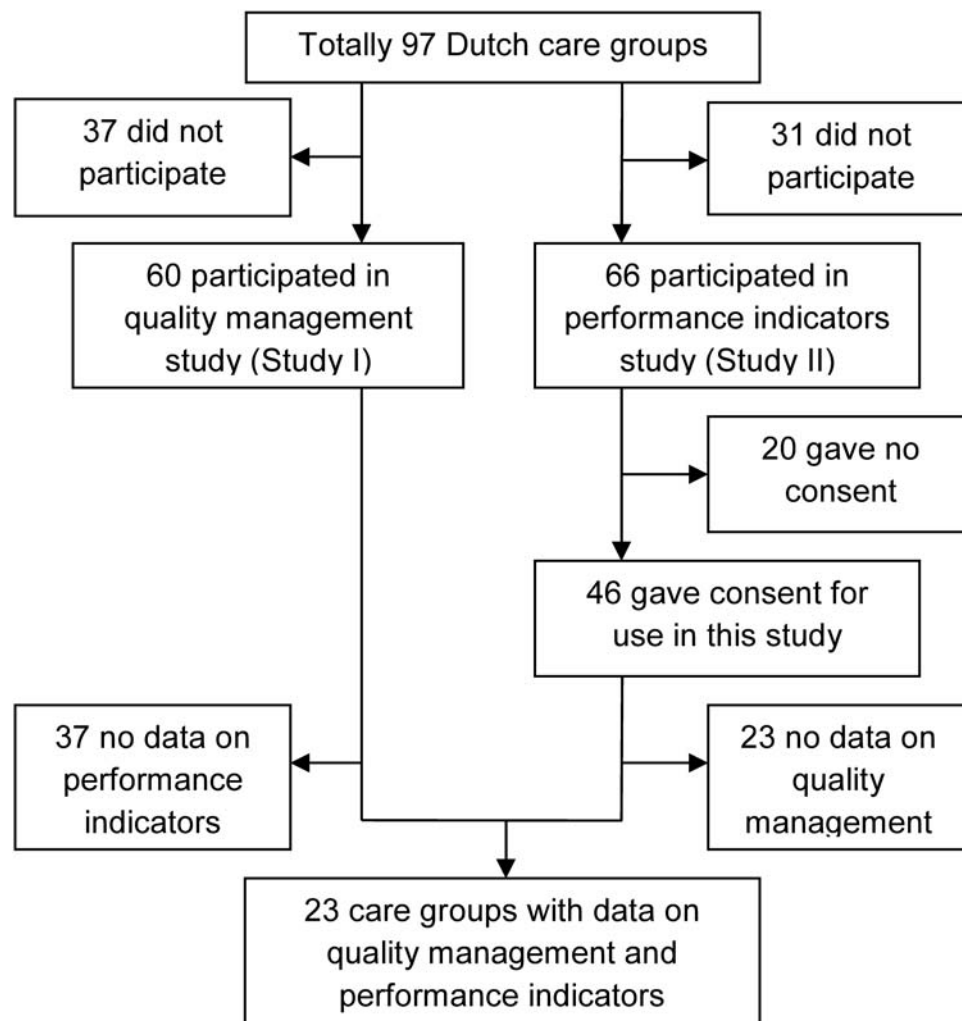 Totally 97 Dutch care groups
37 did not
participate
31 did not
participate
60 participated in
quality management
study (Study I)
66 participated in
performance indicators
study (Study II)
20 gave no
consent
46 gave consent for
use in this study
37 no data on
performance
indicators
23 no data on
quality
management
23 care groups with data on
quality management and
performance indicators